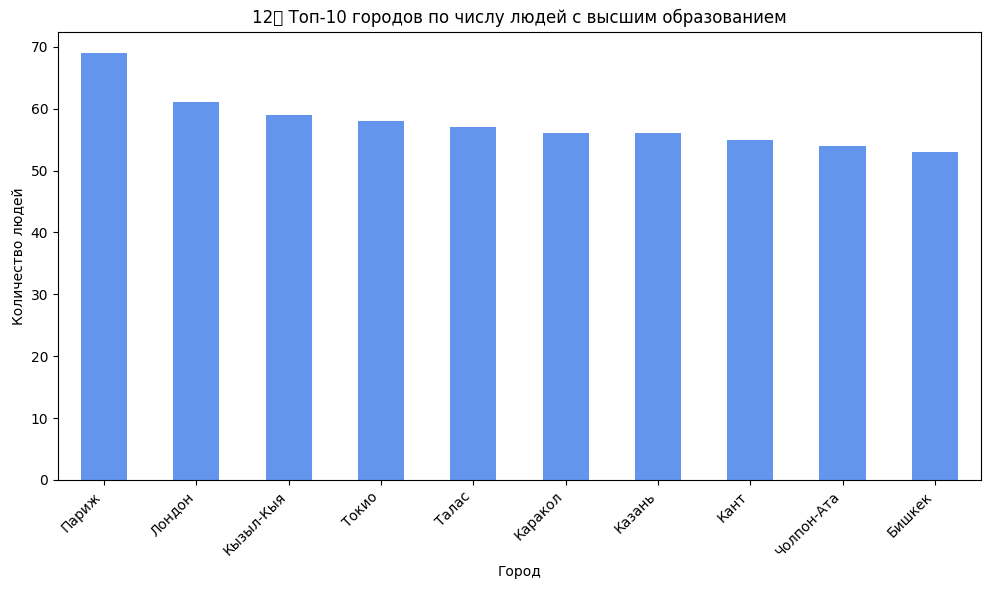 12 Топ-10 городов по числу людей с высшим образованием
Количество людей
70
60
50
40
30
20
10
0
Париж
Лондон
Кызыл-Кыя
Токио
Талас
Каракол
Казань
Кант
Чолпон-Ата
Бишкек
Город